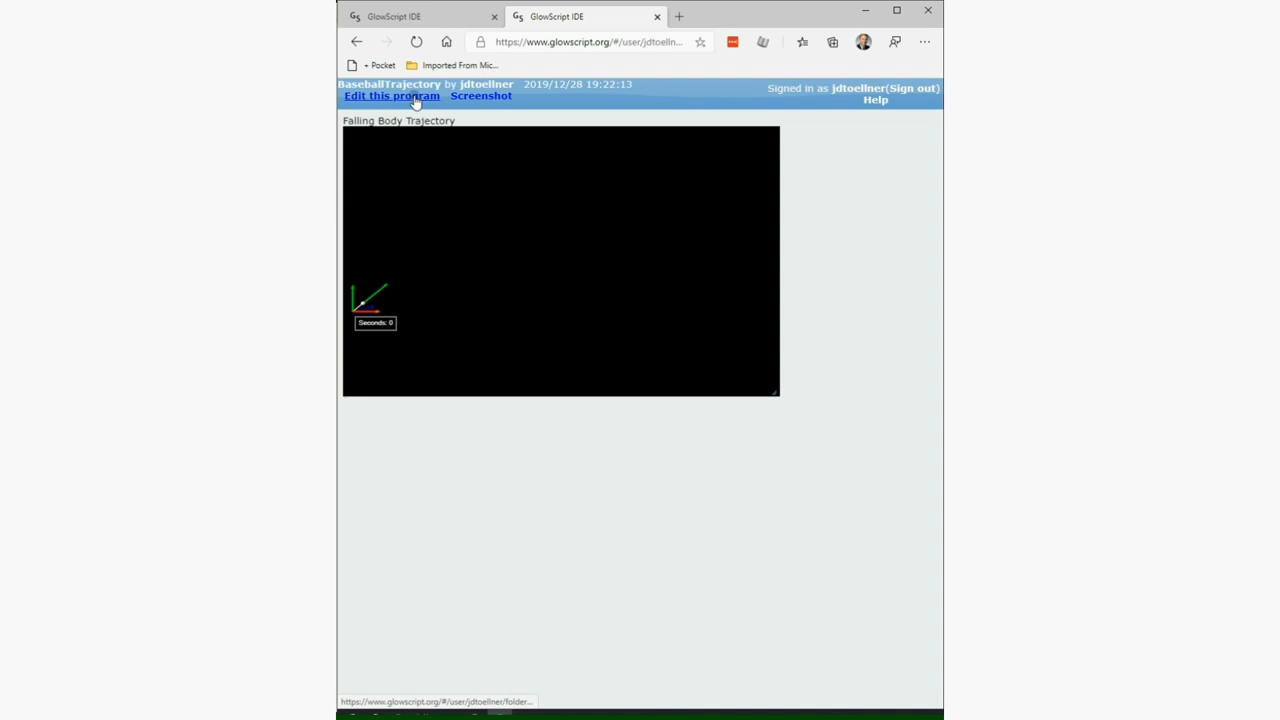 GlowScript IDE
GlowScript IDE
https://www.glowscript.org/#/user/jdtoelln...
+ Pocket
Imported From Mic...
BaseballTrajectory by jdtoellner 2019/12/28 19:22:13
Signed in as jdtoellner(Sign out)
Edit this program Screenshot
Help
Falling Body Trajectory
Seconds: 0
https://www.glowscript.org/#/user/jdtoellner/folder...